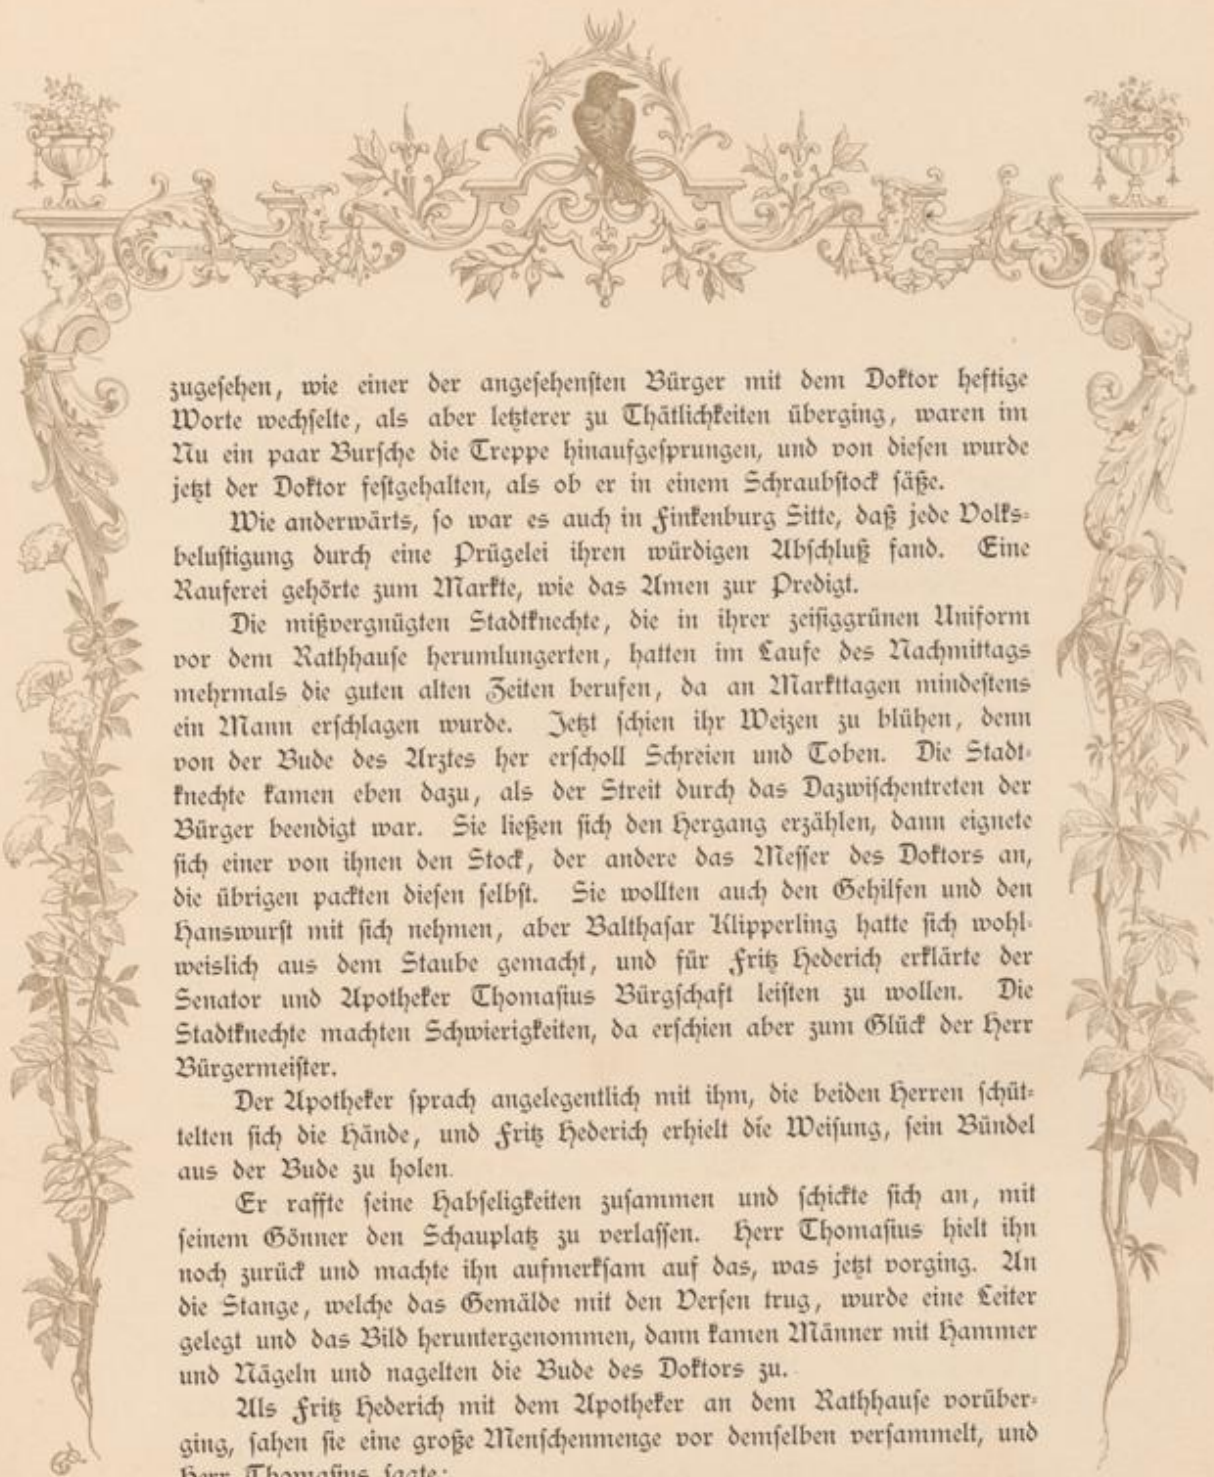 zugesehen, wie einer der angesehensten Bürger mit dem Doktor heftige
Worte wechselte, als aber letzterer zu Thätlichkeiten überging, waren im
Nu ein paar Bursche die Treppe hinaufgesprungen, und von diesen wurde
jetzt der Doktor festgehalten, als ob er in einem Schraubstock säße.
Wie anderwärts, so war es auch in Finkenburg Sitte, daß jede Volks-
belustigung durch eine Prügelei ihren würdigen Abschluß fand. Eine
Rauferei gehörte zum Markte, wie das Amen zur Predigt.
Die mißvergnügten Stadtknechte, die in ihrer zeisiggrünen Uniform
vor dem Rathhause herumlungerten, hatten im Laufe des Nachmittags
mehrmals die guten alten Zeiten berufen, da an Markttagen mindestens
ein Mann erschlagen wurde. Jetzt schien ihr Weizen zu blühen, denn
von der Bude des Arztes her erscholl Schreien und Toben. Die Stadt-
knechte kamen eben dazu, als der Streit durch das Dazwischentreten der
Bürger beendigt war. Sie ließen sich den Hergang erzählen, dann eignete
sich einer von ihnen den Stock, der andere das Messer des Doktors an,
die übrigen packten diesen selbst. Sie wollten auch den Gehilfen und den
Hanswurst mit sich nehmen, aber Balthasar Klipperling hatte sich wohl-
weislich aus dem Staube gemacht, und für Fritz Hederich erklärte der
Senator und Apotheker Thomasius Bürgschaft leisten zu wollen. Die
Stadtknechte machten Schwierigkeiten, da erschien aber zum Glück der Herr
Bürgermeister.
Der Apotheker sprach angelegentlich mit ihm, die beiden Herren schüt-
telten sich die Hände, und Fritz Hederich erhielt die Weisung, sein Bündel
aus der Bude zu holen.
Er raffte seine Habseligkeiten zusammen und schickte sich an, mit
seinem Gönner den Schauplatz zu verlassen. Herr Thomasius hielt ihn
noch zurück und machte ihn aufmerksam auf das, was jetzt vorging. An
die Stange, welche das Gemälde mit den Versen trug, wurde eine Leiter
gelegt und das Bild heruntergenommen, dann kamen Männer mit Hammer
und Nägeln und nagelten die Bude des Doktors zu.
Als Fritz Hederich mit dem Apotheker an dem Rathhause vorüber-
ging, sahen sie eine große Menschenmenge vor demselben versammelt, und
Herr Thomasius sagte: